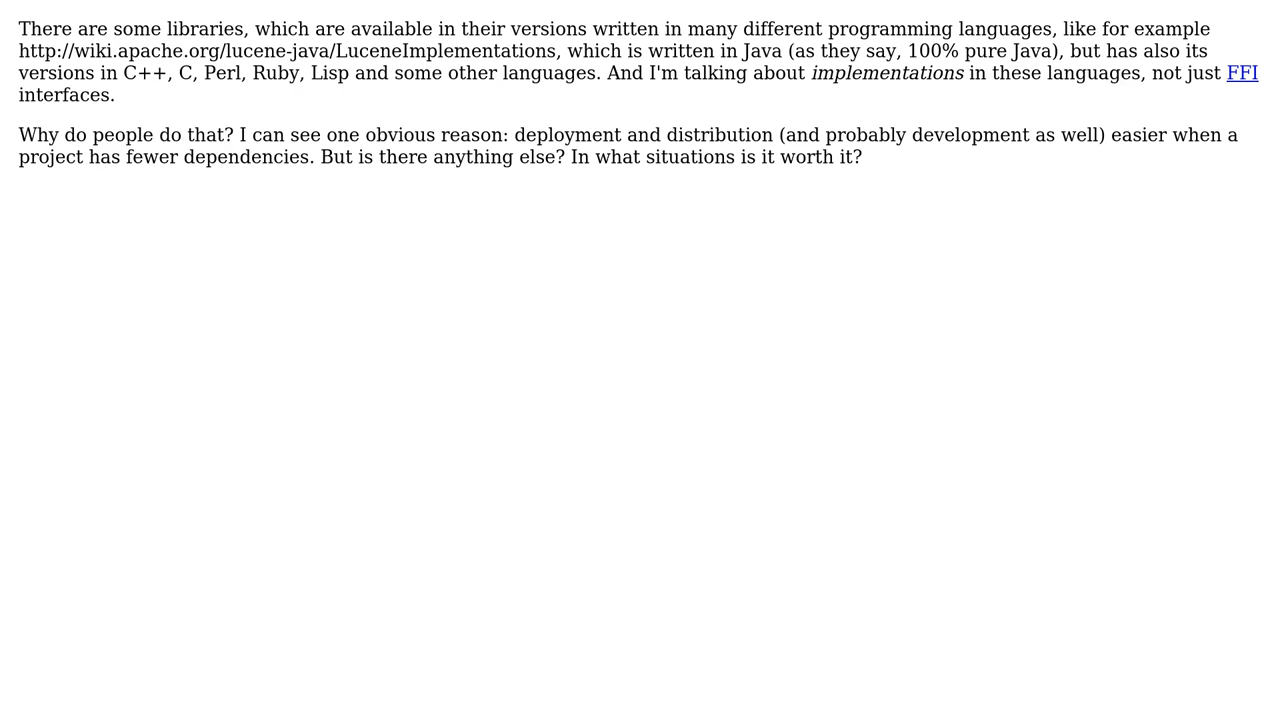 There are some libraries, which are available in their versions written in many different programming languages, like for example
http://wiki.apache.org/lucene-java/LuceneImplementations, which is written in Java (as they say, 100% pure Java), but has also its
versions in C++, C, Perl, Ruby, Lisp and some other languages. And I'm talking about implementations in these languages, not just FFI
interfaces.
Why do people do that? I can see one obvious reason: deployment and distribution (and probably development as well) easier when a
project has fewer dependencies. But is there anything else? In what situations is it worth it?